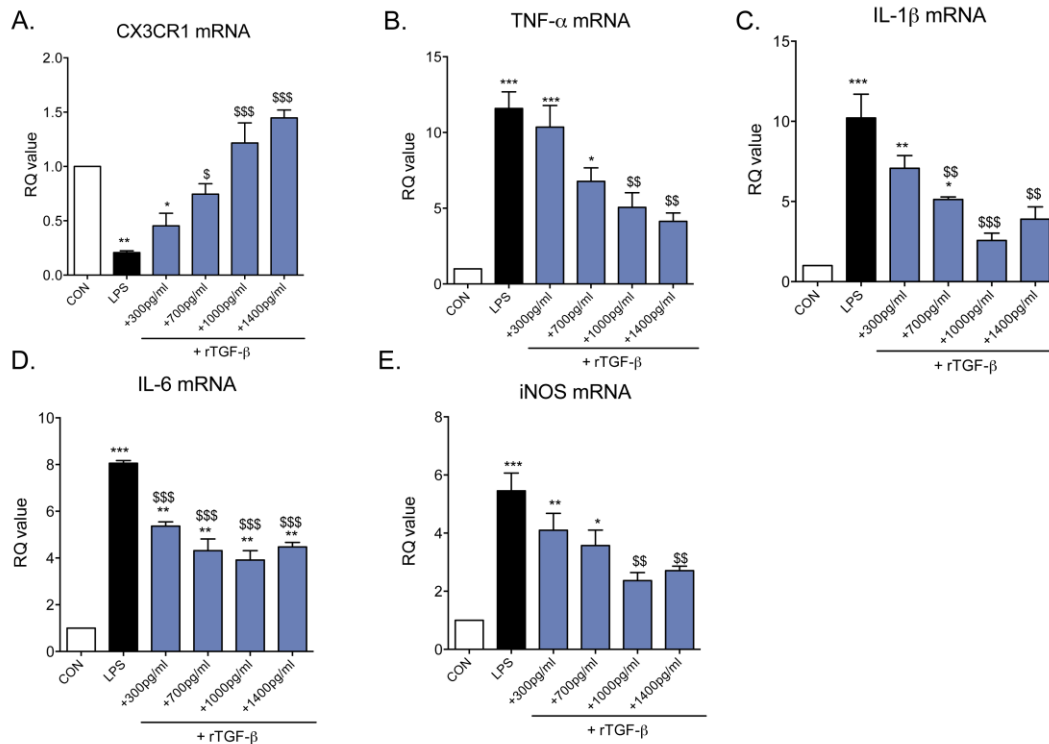 A.
CX3CR1 mRNA
RQ value
2.0
1.5
1.0
0.5
0.0
**
*
$
$$$
$$$
CON
LPS
+300pg/ml
+700pg/ml
+1000pg/ml
+1400pg/ml
+ rTGF-β
B.
TNF-α mRNA
RQ value
15
10
5
0
***
***
*
$$
$$
CON
LPS
+300pg/ml
+700pg/ml
+1000pg/ml
+1400pg/ml
+ rTGF-β
C.
IL-1β mRNA
RQ value
15
10
5
0
***
**
$$
*
$$$
$$
CON
LPS
+300pg/ml
+700pg/ml
+1000pg/ml
+1400pg/ml
+ rTGF-β
D.
IL-6 mRNA
RQ value
10
8
6
4
2
0
***
$$$
**
$$$
**
$$$
**
$$$
**
CON
LPS
+300pg/ml
+700pg/ml
+1000pg/ml
+1400pg/ml
+ rTGF-β
E.
iNOS mRNA
RQ value
8
6
4
2
0
***
**
*
$$
$$
CON
LPS
+300pg/ml
+700pg/ml
+1000pg/ml
+1400pg/ml
+ rTGF-β